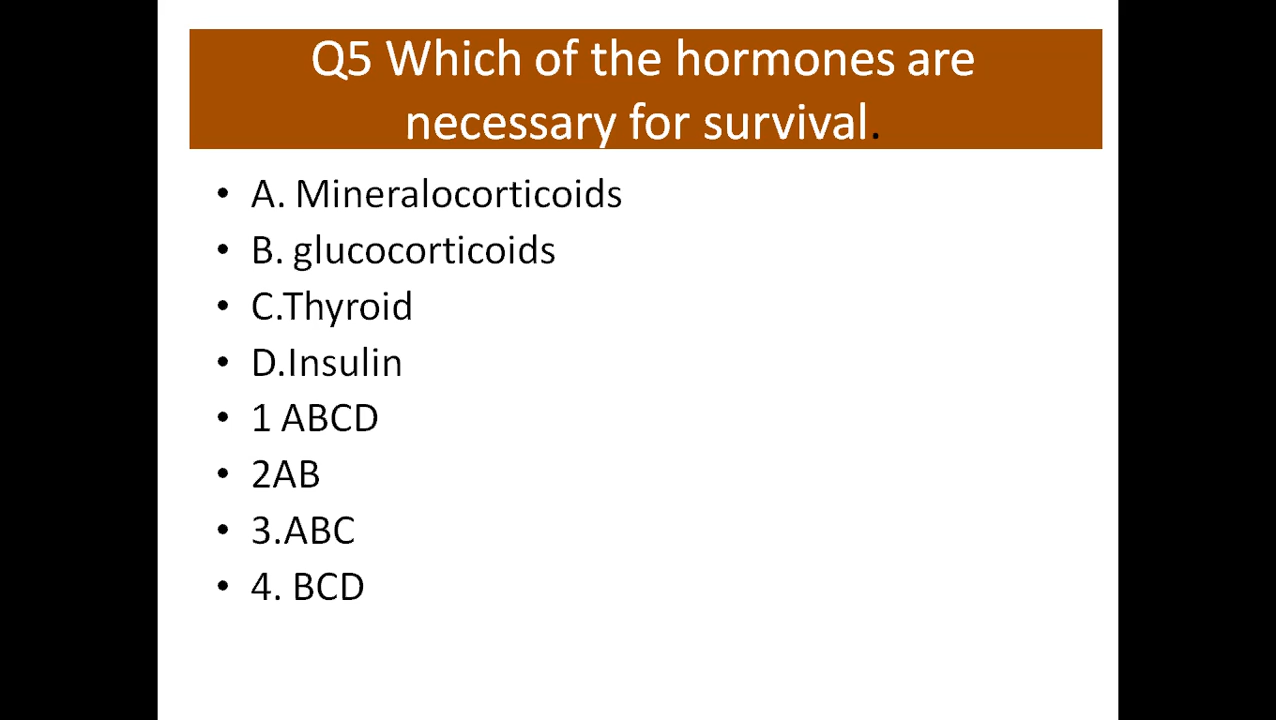 Q5 Which of the hormones are
necessary for survival.
• A. Mineralocorticoids
• B. glucocorticoids
• C.Thyroid
• D.Insulin
• 1 ABCD
• 2AB
• 3.ABC
• 4. BCD